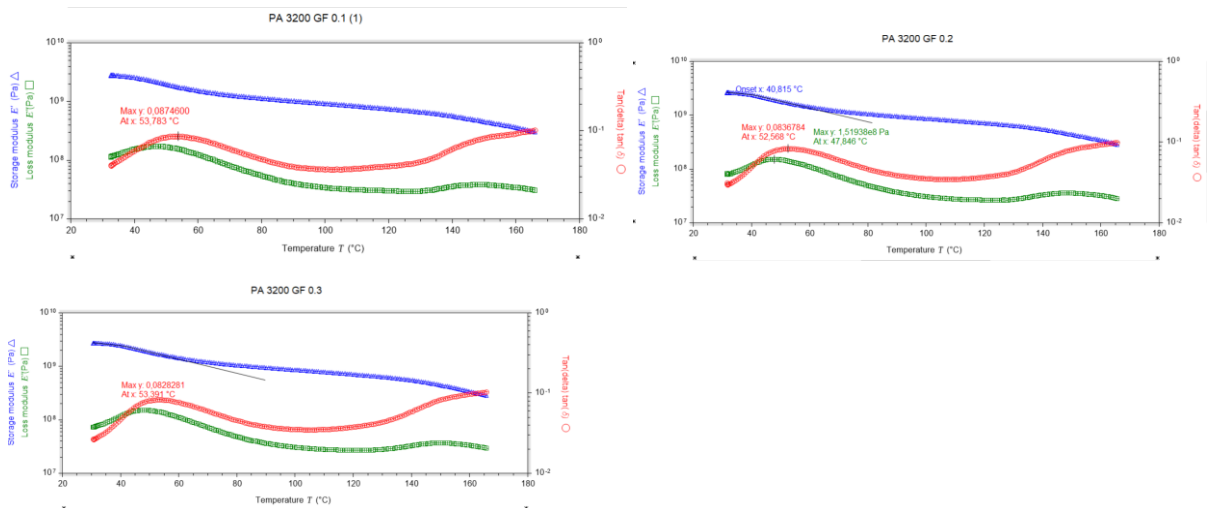 PA 3200 GF 0.1 (1)
Storage modulus E' (Pa) △
Loss modulus E''(Pa) □
10¹⁰
10⁹
10⁸
10⁷
Max y: 0,0874600
At x: 53,783 °C
10⁰
10⁻¹
10⁻²
Tan(delta) tan(δ) ○
20 40 60 80 100 120 140 160 180
Temperature T (°C)
PA 3200 GF 0.2
Storage modulus E' (Pa) △
Loss modulus E''(Pa) □
10¹⁰
10⁹
10⁸
10⁷
Onset x: 40,815 °C
Max y: 0,0836784
At x: 52,568 °C
Max y: 1,51938e8 Pa
At x: 47,846 °C
10⁰
10⁻¹
10⁻²
Tan(delta) tan(δ) ○
20 40 60 80 100 120 140 160 180
Temperature T (°C)
PA 3200 GF 0.3
Storage modulus E' (Pa) △
Loss modulus E''(Pa) □
10¹⁰
10⁹
10⁸
10⁷
Max y: 0,0828281
At x: 53,391 °C
10⁰
10⁻¹
10⁻²
Tan(delta) tan(δ) ○
20 40 60 80 100 120 140 160 180
Temperature T (°C)